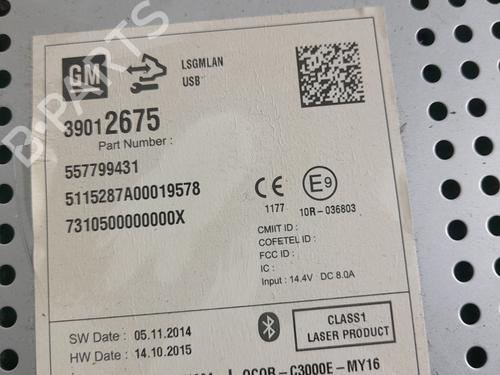 GM
LSGMLAN
USB
39012675
Part Number :
557799431
5115287A00019578
7310500000000X
CE
1177
E9
10R-036803
CMIIT ID :
COFETEL ID :
FCC ID :
IC :
Input : 14.4V DC 8.0A
SW Date : 05.11.2014
HW Date : 14.10.2015
CLASS1
LASER PRODUCT
C3000E-MY16
B-PARTS